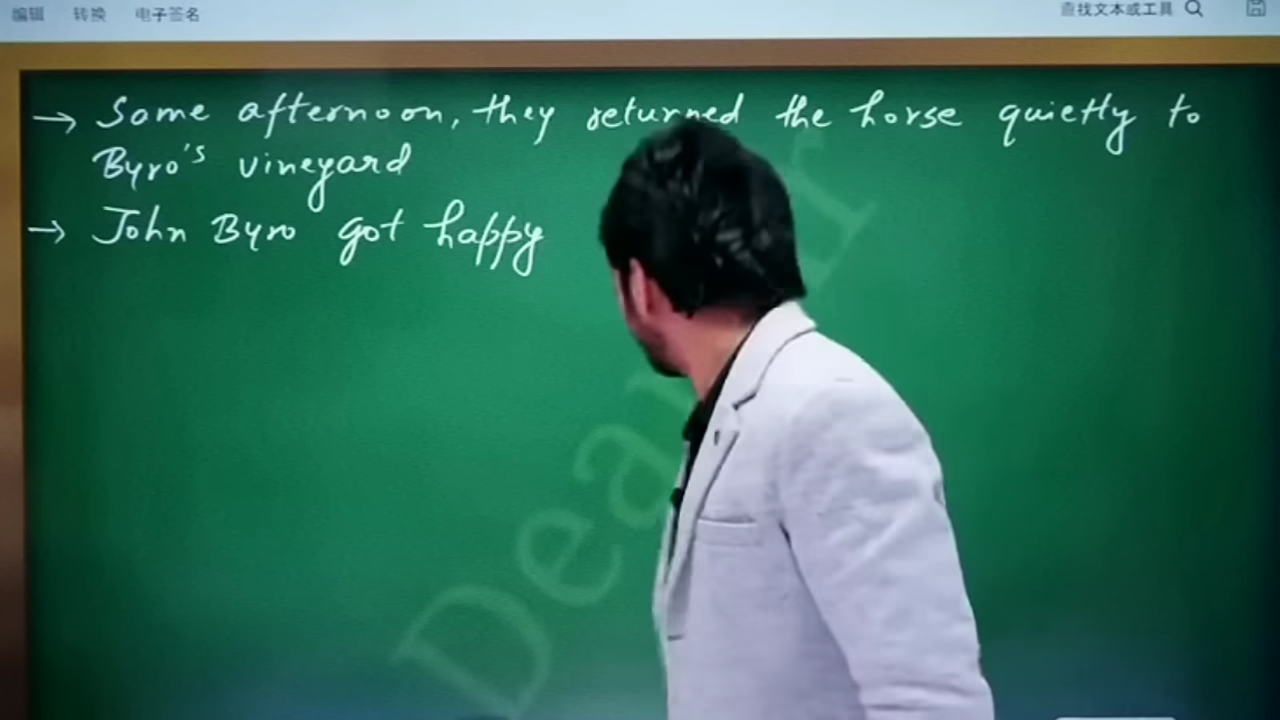 编辑 转换 电子签名 查找文本或工具
→ Some afternoon, they returned the horse quietly to
Byro's vineyard
→ John Byro got happy
Dea
r